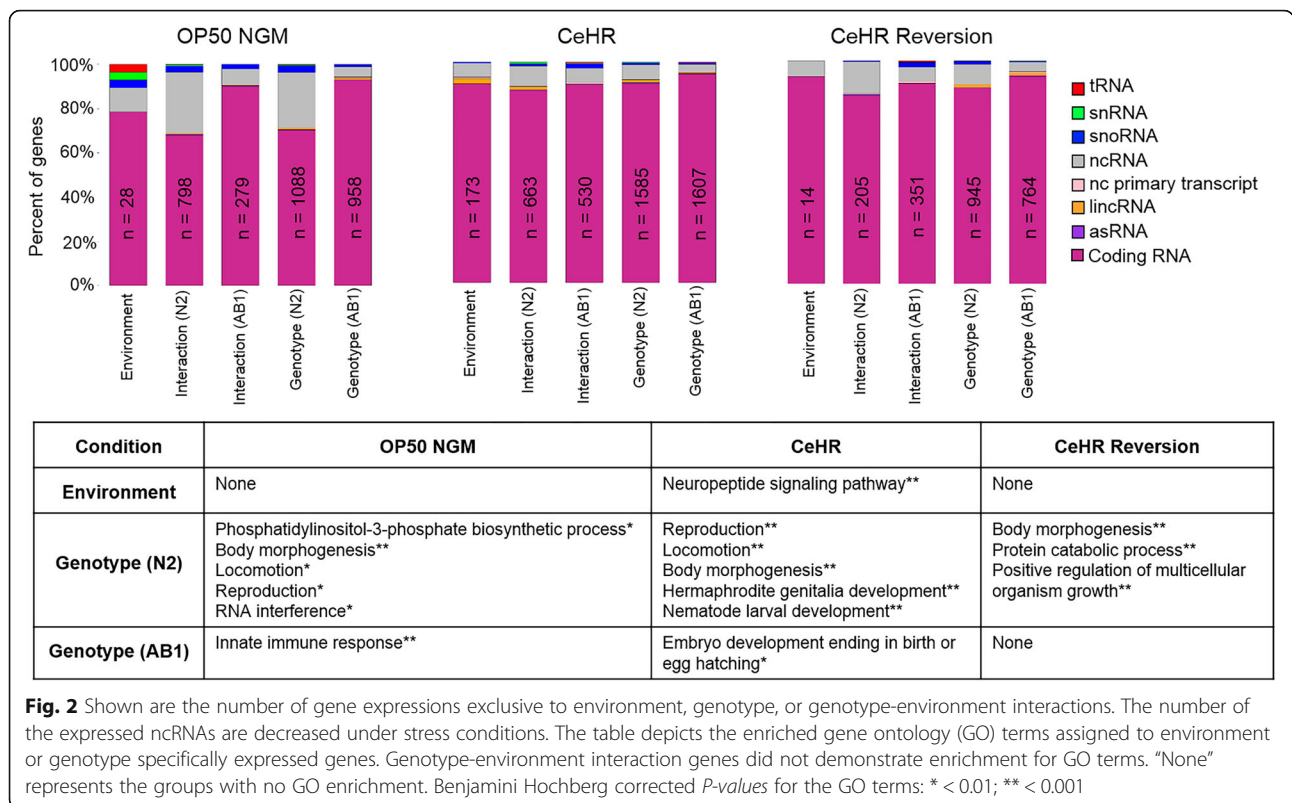 OP50 NGM
CeHR
CeHR Reversion
Percent of genes
100%
80%
60%
40%
20%
0%
n = 28
n = 798
n = 279
n = 1088
n = 958
n = 173
n = 663
n = 530
n = 1585
n = 1607
n = 14
n = 205
n = 351
n = 945
n = 764
Environment
Interaction (N2)
Interaction (AB1)
Genotype (N2)
Genotype (AB1)
Environment
Interaction (N2)
Interaction (AB1)
Genotype (N2)
Genotype (AB1)
Environment
Interaction (N2)
Interaction (AB1)
Genotype (N2)
Genotype (AB1)
tRNA
snRNA
snoRNA
ncRNA
nc primary transcript
lincRNA
asRNA
Coding RNA
Condition
OP50 NGM
CeHR
CeHR Reversion
Environment
None
Neuropeptide signaling pathway**
None
Genotype (N2)
Phosphatidylinositol-3-phosphate biosynthetic process*
Body morphogenesis**
Locomotion*
Reproduction*
RNA interference*
Reproduction**
Locomotion**
Body morphogenesis**
Hermaphrodite genitalia development**
Nematode larval development**
Body morphogenesis**
Protein catabolic process**
Positive regulation of multicellular
organism growth**
Genotype (AB1)
Innate immune response**
Embryo development ending in birth or
egg hatching*
None
Fig. 2 Shown are the number of gene expressions exclusive to environment, genotype, or genotype-environment interactions. The number of
the expressed ncRNAs are decreased under stress conditions. The table depicts the enriched gene ontology (GO) terms assigned to environment
or genotype specifically expressed genes. Genotype-environment interaction genes did not demonstrate enrichment for GO terms. “None”
represents the groups with no GO enrichment. Benjamini Hochberg corrected P-values for the GO terms: * < 0.01; ** < 0.001